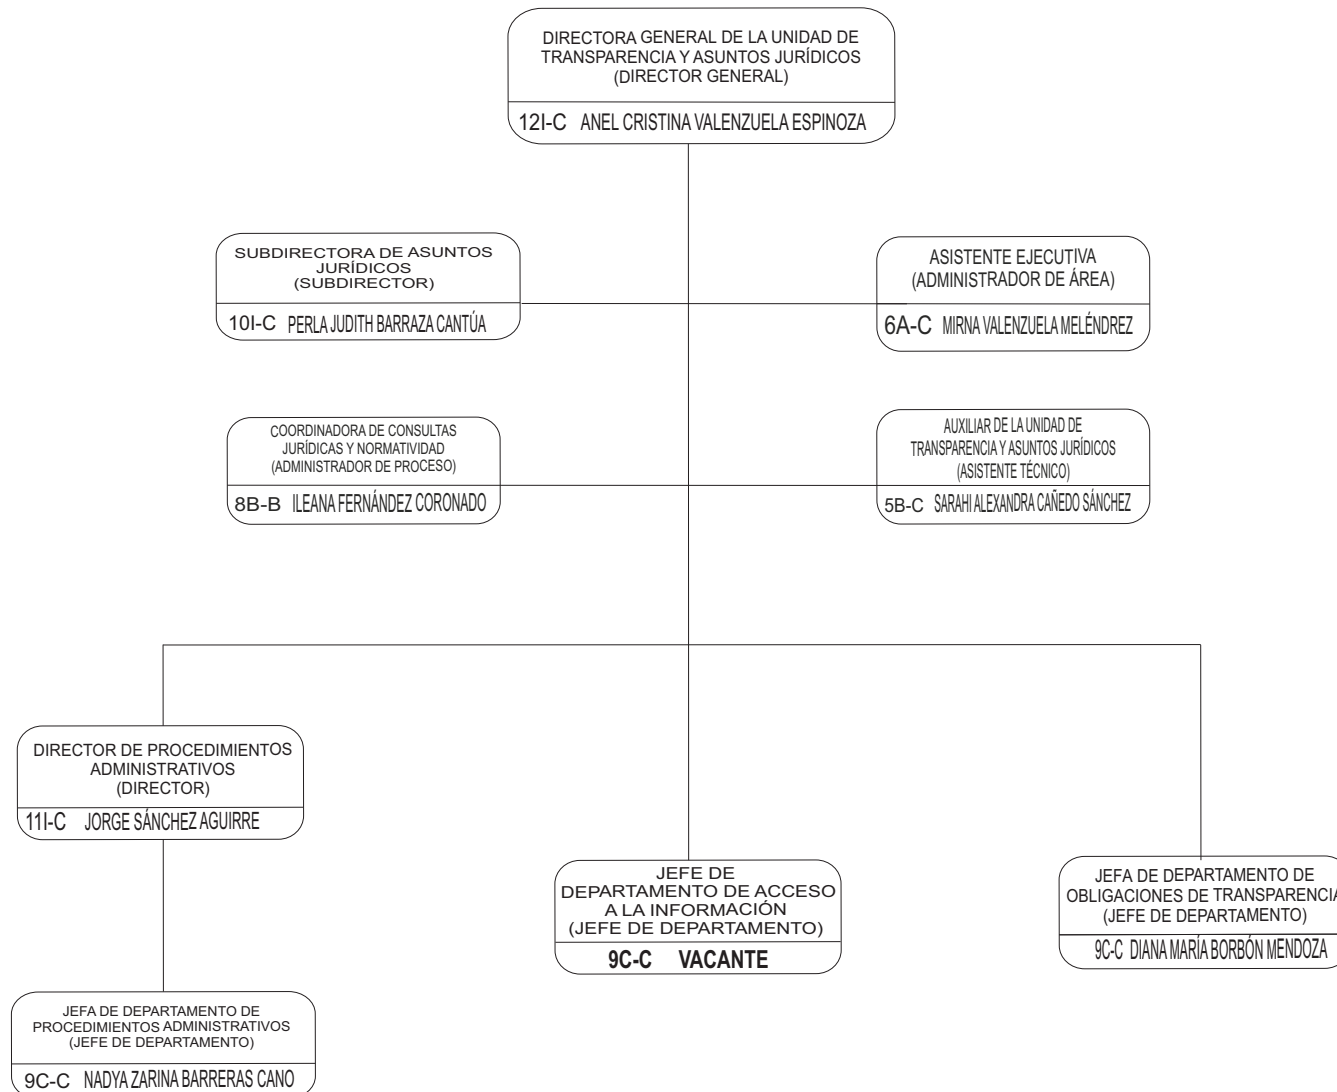 DIRECTORA GENERAL DE LA UNIDAD DE
TRANSPARENCIA Y ASUNTOS JURÍDICOS
(DIRECTOR GENERAL)
12I-C ANEL CRISTINA VALENZUELA ESPINOZA
SUBDIRECTORA DE ASUNTOS
JURÍDICOS
(SUBDIRECTOR)
10I-C PERLA JUDITH BARRAZA CANTÚA
ASISTENTE EJECUTIVA
(ADMINISTRADOR DE ÁREA)
6A-C MIRNA VALENZUELA MELÉNDREZ
COORDINADORA DE CONSULTAS
JURÍDICAS Y NORMATIVIDAD
(ADMINISTRADOR DE PROCESO)
8B-B ILEANA FERNÁNDEZ CORONADO
AUXILIAR DE LA UNIDAD DE
TRANSPARENCIA Y ASUNTOS JURÍDICOS
(ASISTENTE TÉCNICO)
5B-C SARAHI ALEXANDRA CAÑEDO SÁNCHEZ
DIRECTOR DE PROCEDIMIENTOS
ADMINISTRATIVOS
(DIRECTOR)
11I-C JORGE SÁNCHEZ AGUIRRE
JEFE DE
DEPARTAMENTO DE ACCESO
A LA INFORMACIÓN
(JEFE DE DEPARTAMENTO)
9C-C VACANTE
JEFA DE DEPARTAMENTO DE
OBLIGACIONES DE TRANSPARENCIA
(JEFE DE DEPARTAMENTO)
9C-C DIANA MARÍA BORBÓN MENDOZA
JEFA DE DEPARTAMENTO DE
PROCEDIMIENTOS ADMINISTRATIVOS
(JEFE DE DEPARTAMENTO)
9C-C NADYA ZARINA BARRERAS CANO